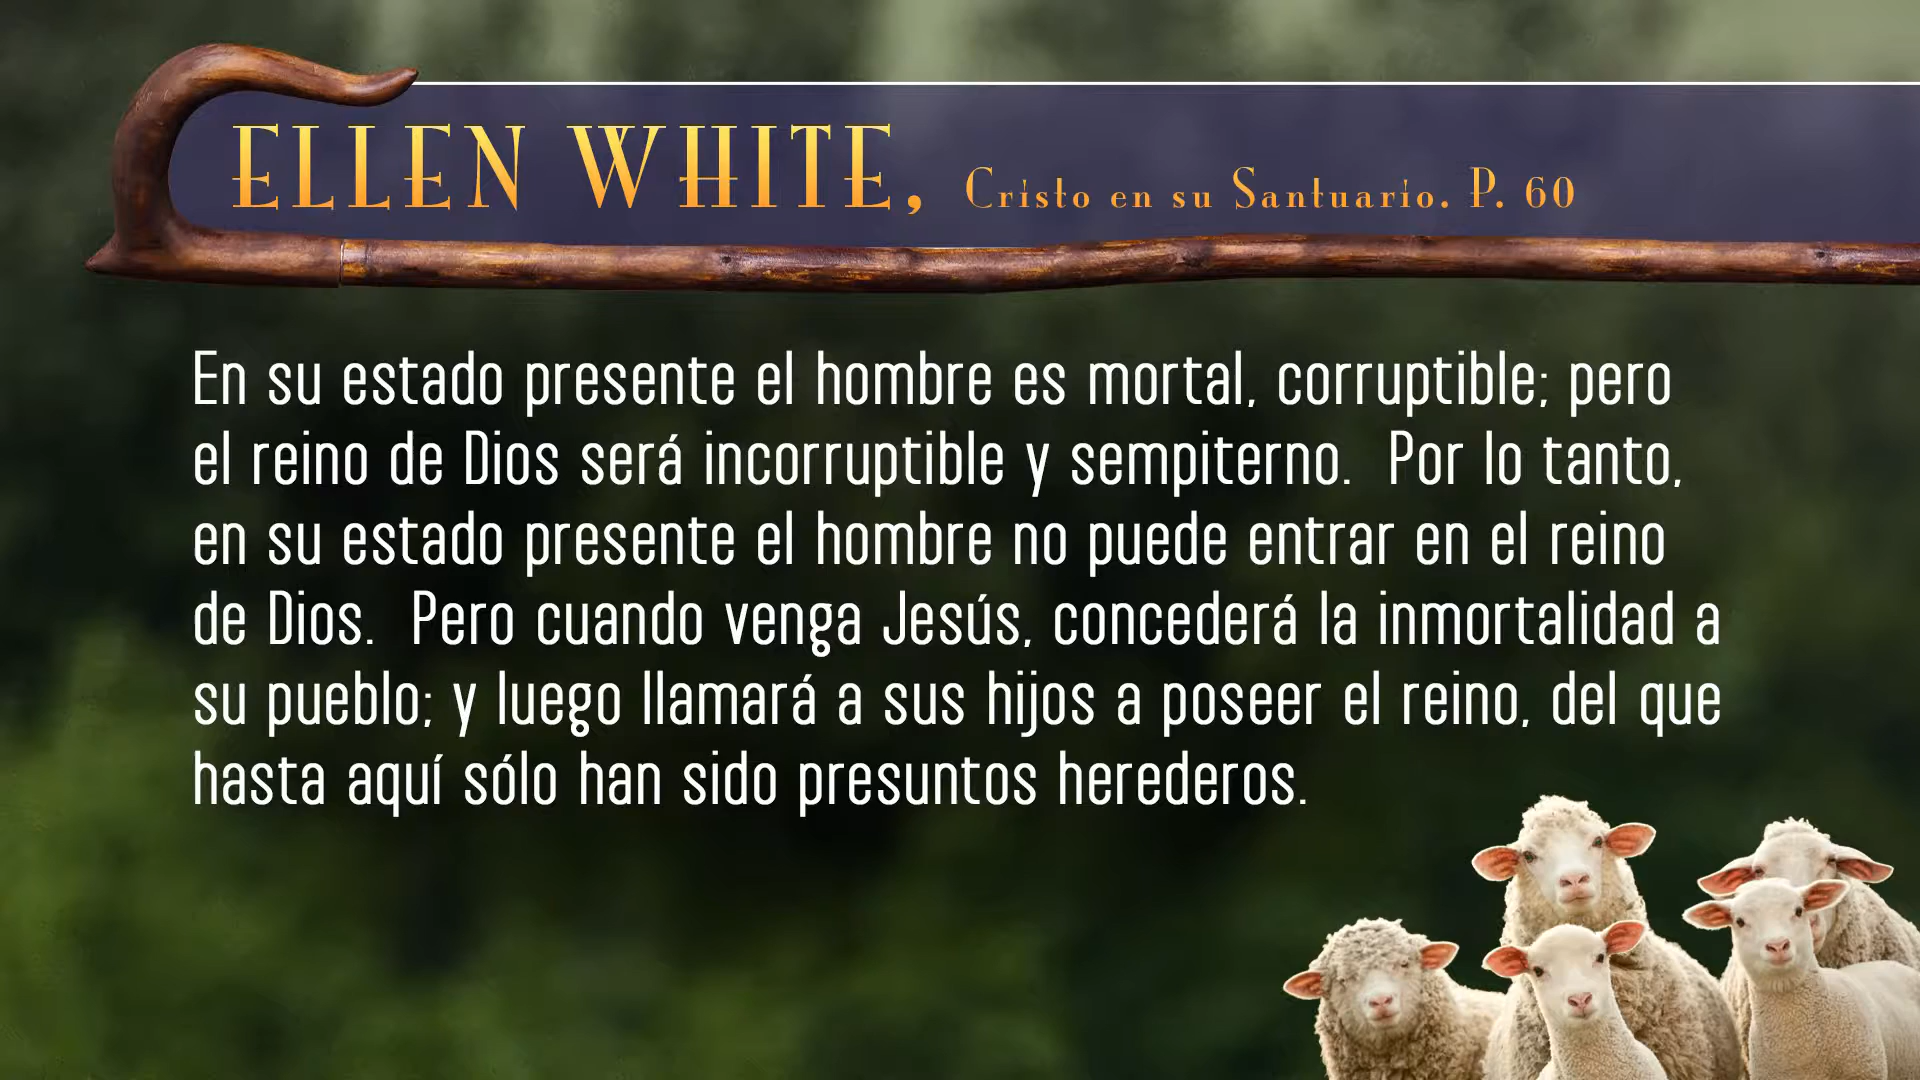 ELLEN WHITE, Cristo en su Santuario. P. 60
En su estado presente el hombre es mortal, corruptible; pero
el reino de Dios será incorruptible y sempiterno.  Por lo tanto,
en su estado presente el hombre no puede entrar en el reino
de Dios.  Pero cuando venga Jesús, concederá la inmortalidad a
su pueblo; y luego llamará a sus hijos a poseer el reino, del que
hasta aquí sólo han sido presuntos herederos.